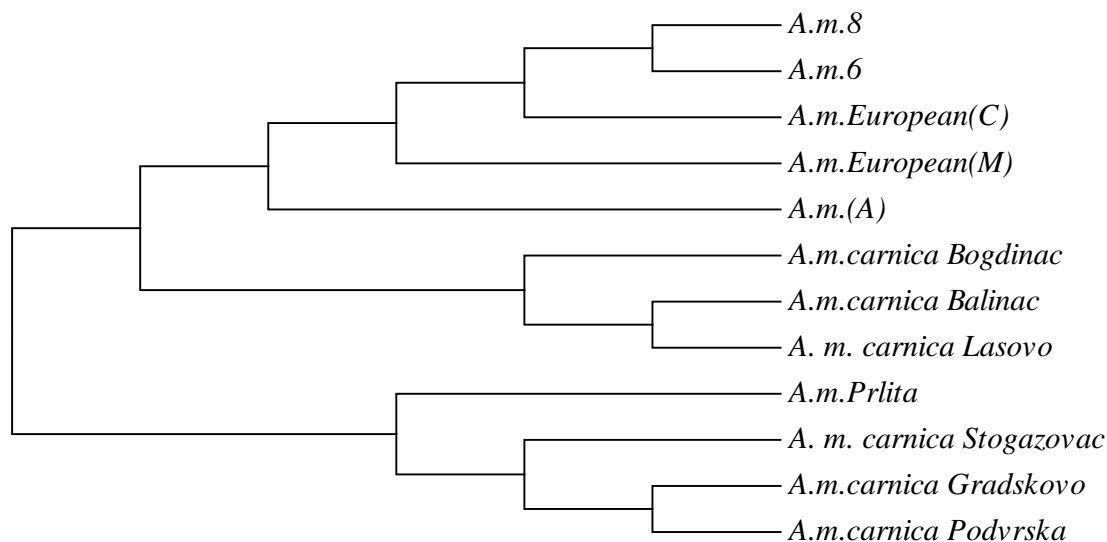 A.m.8
A.m.6
A.m.European(C)
A.m.European(M)
A.m.(A)
A.m.carnica Bogdinac
A.m.carnica Balinac
A. m. carnica Lasovo
A.m.Prlita
A. m. carnica Stogazovac
A.m.carnica Gradskovo
A.m.carnica Podvrska